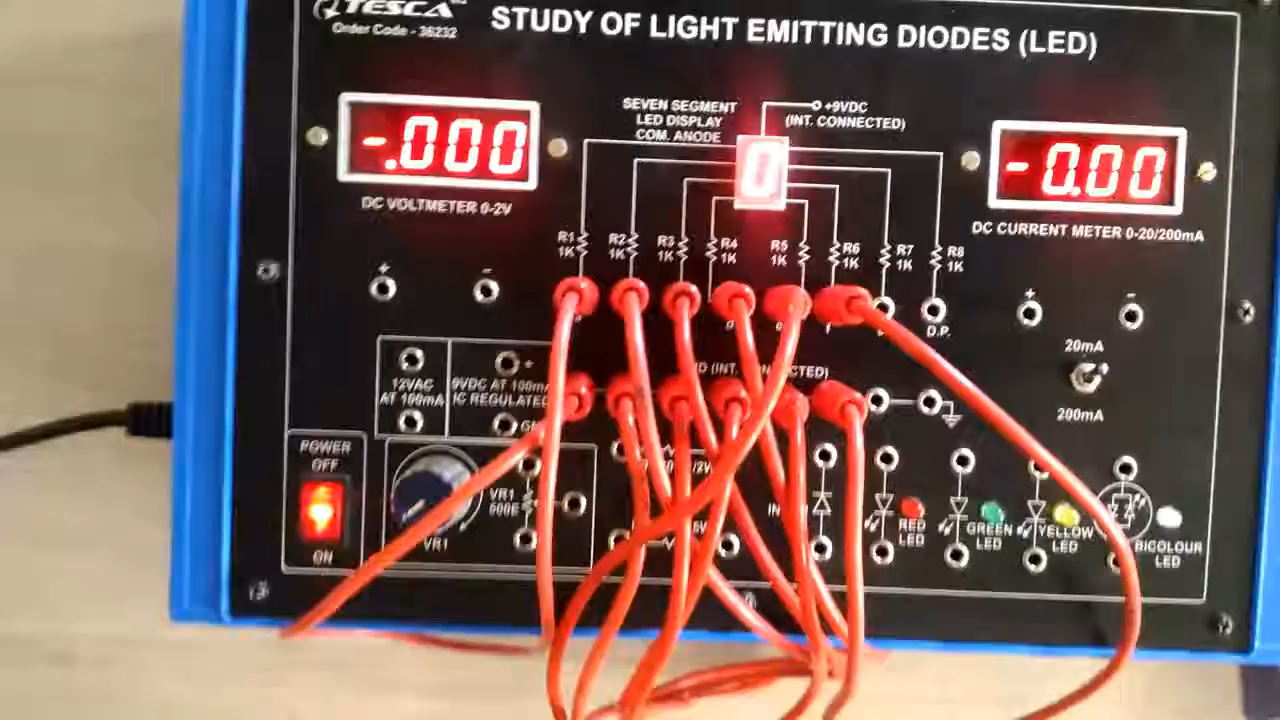 TESCA
Order Code - 36232
STUDY OF LIGHT EMITTING DIODES (LED)
-.000
DC VOLTMETER 0-2V
SEVEN SEGMENT
LED DISPLAY
COM. ANODE
+9VDC
(INT. CONNECTED)
0
-0.00
DC CURRENT METER 0-20/200mA
R1
1K
R2
1K
R3
1K
R4
1K
R5
1K
R6
1K
R7
1K
R8
1K
+
-
D.P.
+
-
20mA
200mA
12VAC
AT 100mA
9VDC AT 100mA
IC REGULATED
+
(INT. CONNECTED)
POWER
OFF
ON
VR1
VR1
500E
RED
LED
GREEN
LED
YELLOW
LED
BICOLOUR
LED